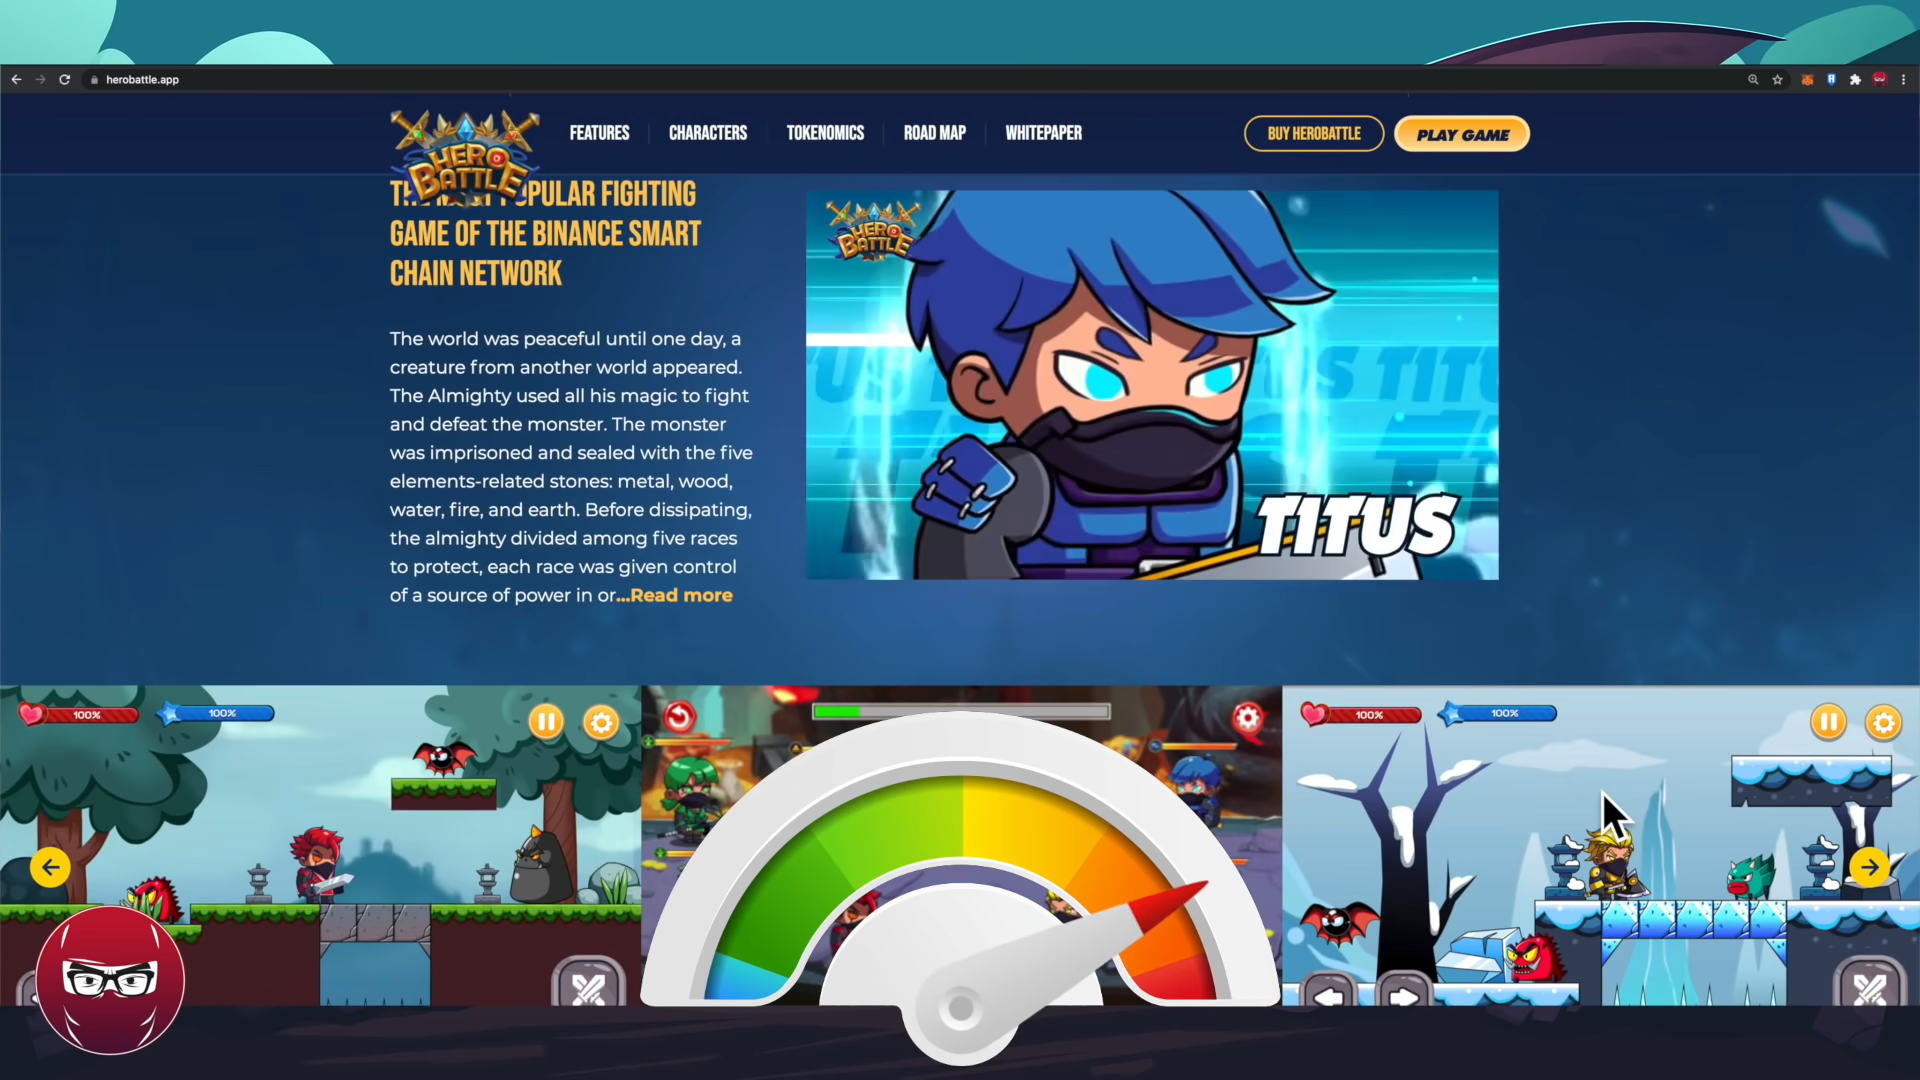 herobattle.app
HERO
BATTLE
FEATURES
CHARACTERS
TOKENOMICS
ROAD MAP
WHITEPAPER
BUY HEROBATTLE
PLAY GAME
POPULAR FIGHTING
GAME OF THE BINANCE SMART
CHAIN NETWORK
The world was peaceful until one day, a
creature from another world appeared.
The Almighty used all his magic to fight
and defeat the monster. The monster
was imprisoned and sealed with the five
elements-related stones: metal, wood,
water, fire, and earth. Before dissipating,
the almighty divided among five races
to protect, each race was given control
of a source of power in or...Read more
HERO
BATTLE
TITUS
TITUS
100%
100%
100%
100%